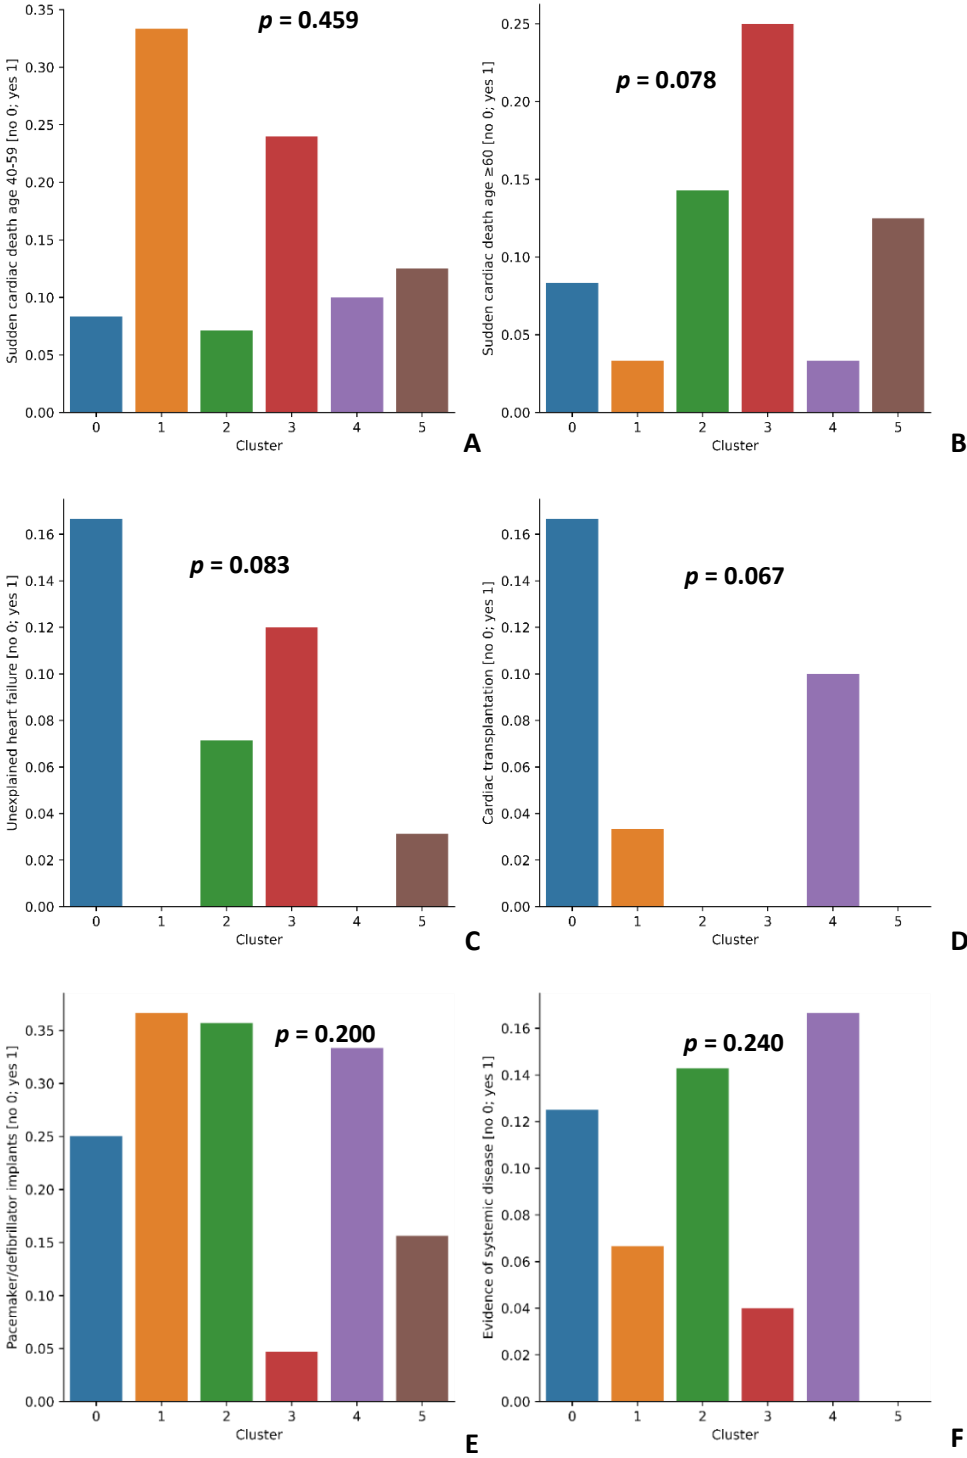 Sudden cardiac death age 40-59 [no 0; yes 1]
0.35
0.30
0.25
0.20
0.15
0.10
0.05
0.00
p = 0.459
0 1 2 3 4 5
Cluster
A
Sudden cardiac death age ≥60 [no 0; yes 1]
0.25
0.20
0.15
0.10
0.05
0.00
p = 0.078
0 1 2 3 4 5
Cluster
B
Unexplained heart failure [no 0; yes 1]
0.16
0.14
0.12
0.10
0.08
0.06
0.04
0.02
0.00
p = 0.083
0 1 2 3 4 5
Cluster
C
Cardiac transplantation [no 0; yes 1]
0.16
0.14
0.12
0.10
0.08
0.06
0.04
0.02
0.00
p = 0.067
0 1 2 3 4 5
Cluster
D
Pacemaker/defibrillator implants [no 0; yes 1]
0.35
0.30
0.25
0.20
0.15
0.10
0.05
0.00
p = 0.200
0 1 2 3 4 5
Cluster
E
Evidence of systemic disease [no 0; yes 1]
0.16
0.14
0.12
0.10
0.08
0.06
0.04
0.02
0.00
p = 0.240
0 1 2 3 4 5
Cluster
F